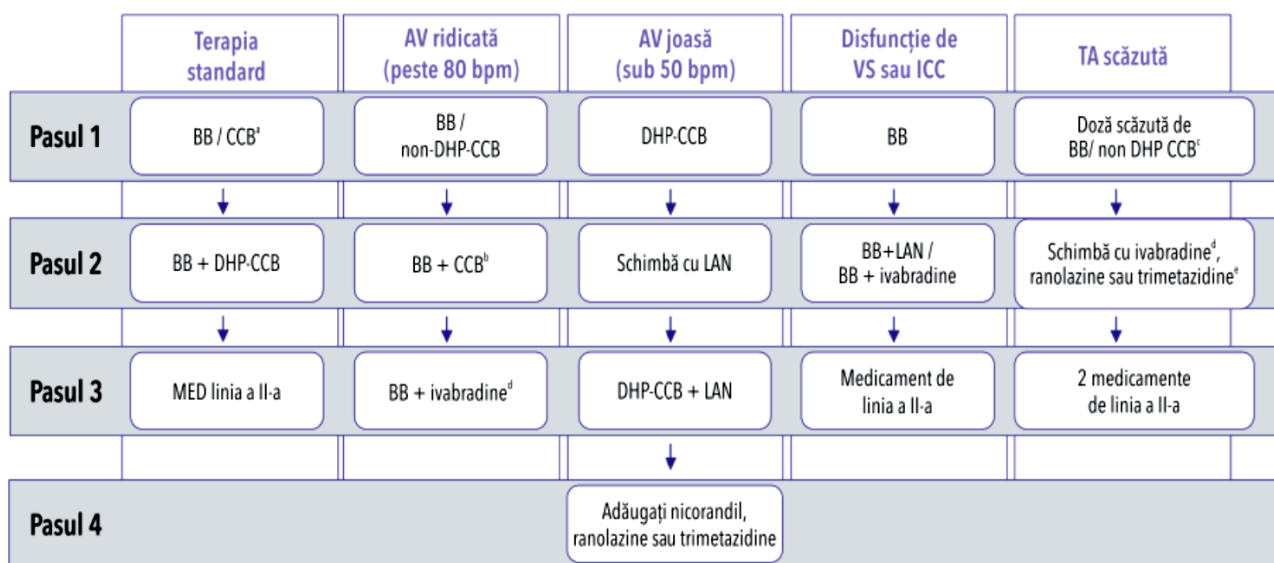 Terapia
standard
AV ridicată
(peste 80 bpm)
AV joasă
(sub 50 bpm)
Disfuncție de
VS sau ICC
TA scăzută
Pasul 1
BB / CCBᵃ
BB /
non-DHP-CCB
DHP-CCB
BB
Doză scăzută de
BB/ non DHP CCBᶜ
Pasul 2
BB + DHP-CCB
BB + CCBᵇ
Schimbă cu LAN
BB+LAN /
BB + ivabradine
Schimbă cu ivabradineᵈ,
ranolazine sau trimetazidineᵉ
Pasul 3
MED linia a II-a
BB + ivabradineᵈ
DHP-CCB + LAN
Medicament de
linia a II-a
2 medicamente
de linia a II-a
Pasul 4
Adăugați nicorandil,
ranolazine sau trimetazidine